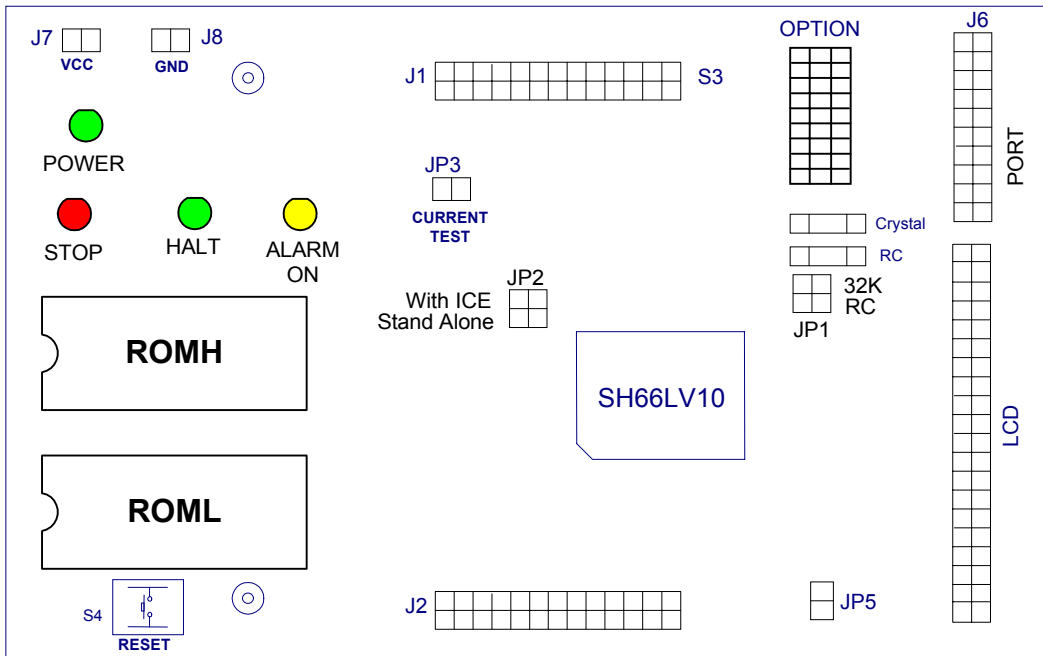 J7
VCC
J8
GND
J1
S3
OPTION
J6
PORT
POWER
JP3
CURRENT
TEST
STOP
HALT
ALARM
ON
Crystal
RC
JP2
With ICE
Stand Alone
32K
RC
JP1
ROMH
SH66LV10
LCD
ROML
S4
RESET
J2
JP5